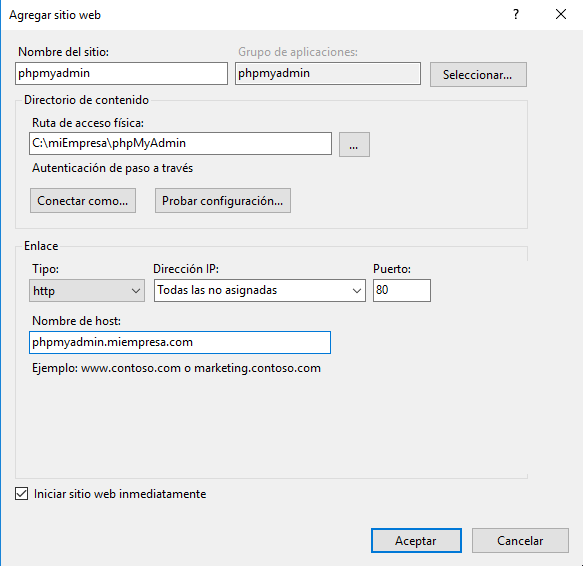 Agregar sitio web
Nombre del sitio: Grupo de aplicaciones:
phpmyadmin phpmyadmin Seleccionar...
Directorio de contenido
Ruta de acceso física:
C:\miEmpresa\phpMyAdmin ...
Autenticación de paso a través
Conectar como... Probar configuración...
Enlace
Tipo: Dirección IP: Puerto:
http Todas las no asignadas 80
Nombre de host:
phpmyadmin.miempresa.com
Ejemplo: www.contoso.com o marketing.contoso.com
Iniciar sitio web inmediatamente
Aceptar Cancelar